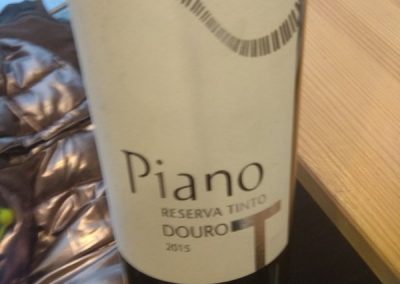 Piano
RESERVA TINTO
DOURO T
2015